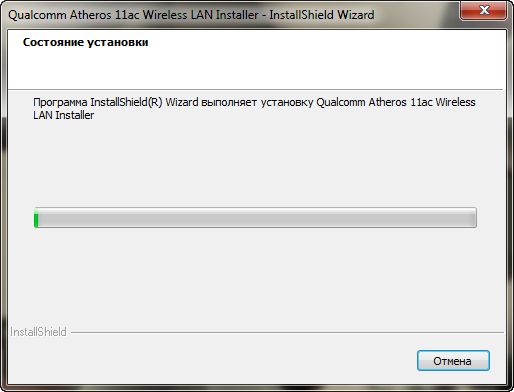 Qualcomm Atheros 11ac Wireless LAN Installer - InstallShield Wizard
Состояние установки
Программа InstallShield(R) Wizard выполняет установку Qualcomm Atheros 11ac Wireless
LAN Installer
InstallShield
Отмена